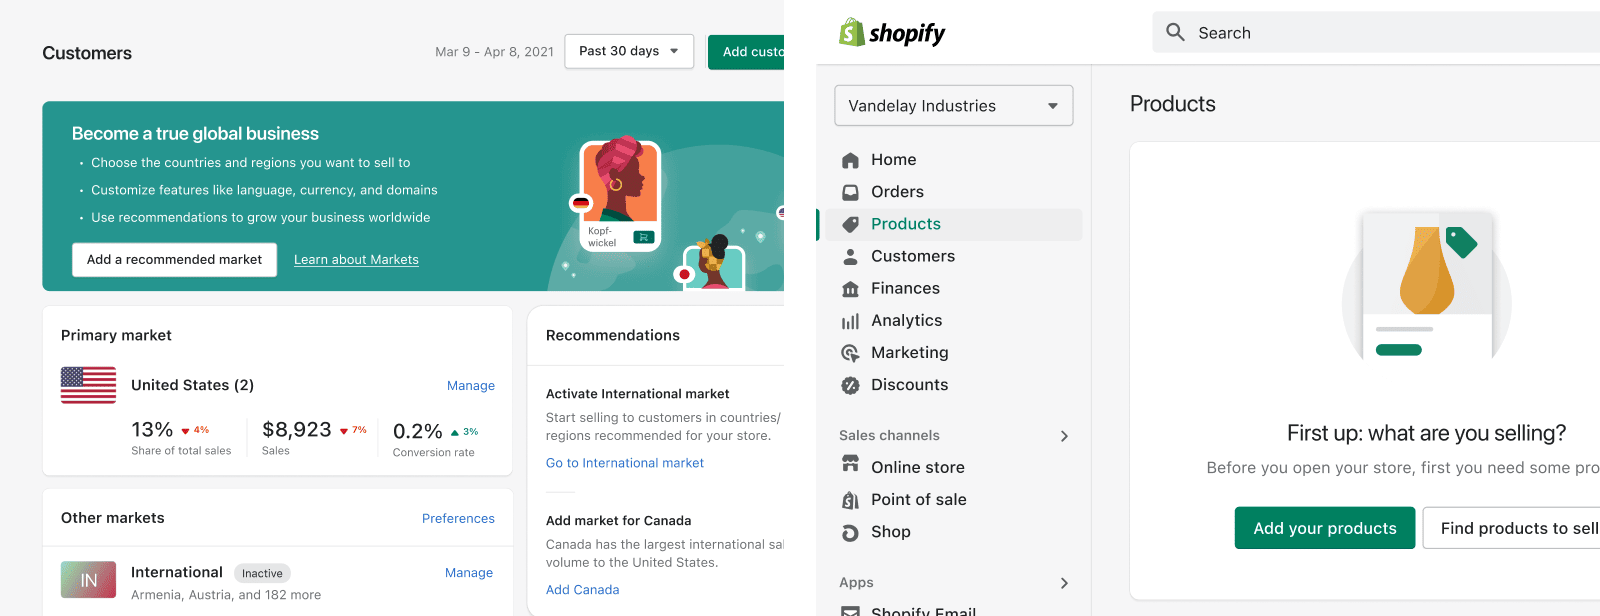 Customers
Mar 9 - Apr 8, 2021
Past 30 days
Add custo
Become a true global business
• Choose the countries and regions you want to sell to
• Customize features like language, currency, and domains
• Use recommendations to grow your business worldwide
Add a recommended market
Learn about Markets
Kopf-
wickel
Primary market
United States (2)
Manage
13% 4%
Share of total sales
$8,923 7%
Sales
0.2% 3%
Conversion rate
Other markets
Preferences
IN
International
Inactive
Manage
Armenia, Austria, and 182 more
Recommendations
Activate International market
Start selling to customers in countries/
regions recommended for your store.
Go to International market
Add market for Canada
Canada has the largest international sal
volume to the United States.
Add Canada
shopify
Search
Vandelay Industries
Home
Orders
Products
Customers
Finances
Analytics
Marketing
Discounts
Sales channels
Online store
Point of sale
Shop
Apps
Shopify Email
Products
First up: what are you selling?
Before you open your store, first you need some pro
Add your products
Find products to sell